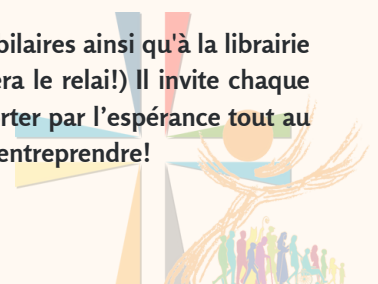 bilaires ainsi qu'à la librairie
era le relai!) Il invite chaque
rter par l'espérance tout au
entreprendre!